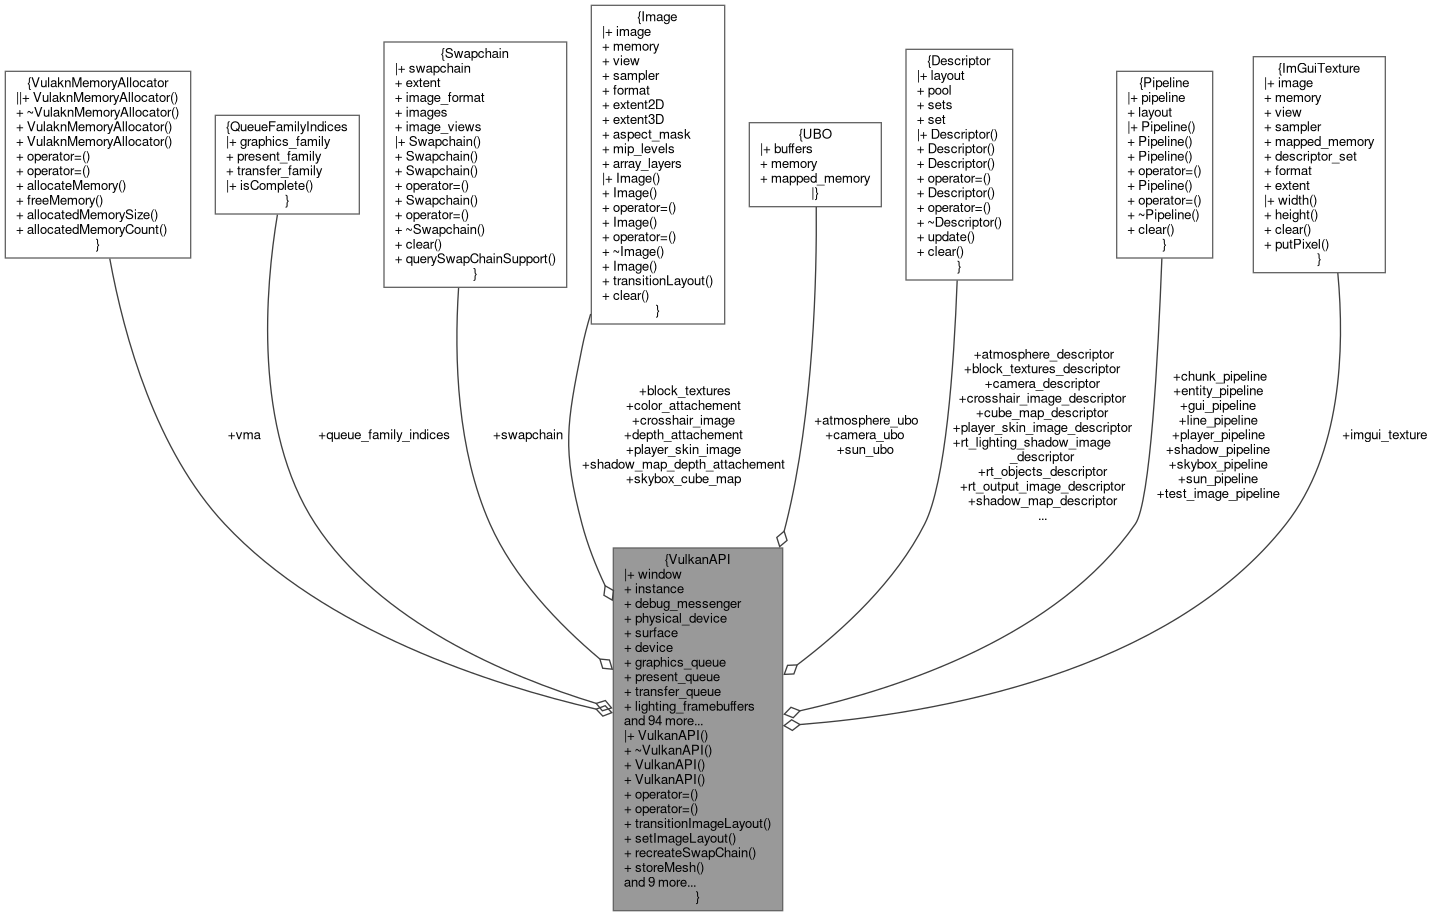 {VulaknMemoryAllocator
||+ VulaknMemoryAllocator()
+ ~VulaknMemoryAllocator()
+ VulaknMemoryAllocator()
+ VulaknMemoryAllocator()
+ operator=()
+ operator=()
+ allocateMemory()
+ freeMemory()
+ allocatedMemorySize()
+ allocatedMemoryCount()
}
{QueueFamilyIndices
|+ graphics_family
+ present_family
+ transfer_family
|+ isComplete()
}
{Swapchain
|+ swapchain
+ extent
+ image_format
+ images
+ image_views
|+ Swapchain()
+ Swapchain()
+ Swapchain()
+ operator=()
+ Swapchain()
+ operator=()
+ ~Swapchain()
+ clear()
+ querySwapChainSupport()
}
{Image
|+ image
+ memory
+ view
+ sampler
+ format
+ extent2D
+ extent3D
+ aspect_mask
+ mip_levels
+ array_layers
|+ Image()
+ Image()
+ operator=()
+ Image()
+ operator=()
+ ~Image()
+ Image()
+ transitionLayout()
+ clear()
}
{UBO
|+ buffers
+ memory
+ mapped_memory
|}
{Descriptor
|+ layout
+ pool
+ sets
+ set
|+ Descriptor()
+ Descriptor()
+ Descriptor()
+ operator=()
+ Descriptor()
+ operator=()
+ ~Descriptor()
+ update()
+ clear()
}
{Pipeline
|+ pipeline
+ layout
|+ Pipeline()
+ Pipeline()
+ Pipeline()
+ operator=()
+ Pipeline()
+ operator=()
+ ~Pipeline()
+ clear()
}
{ImGuiTexture
|+ image
+ memory
+ view
+ sampler
+ mapped_memory
+ descriptor_set
+ format
+ extent
|+ width()
+ height()
+ clear()
+ putPixel()
}
+vma
+queue_family_indices
+swapchain
+block_textures
+color_attachement
+crosshair_image
+depth_attachement
+player_skin_image
+shadow_map_depth_attachement
+skybox_cube_map
+atmosphere_ubo
+camera_ubo
+sun_ubo
+atmosphere_descriptor
+block_textures_descriptor
+camera_descriptor
+crosshair_image_descriptor
+cube_map_descriptor
+player_skin_image_descriptor
+rt_lighting_shadow_image
_descriptor
+rt_objects_descriptor
+rt_output_image_descriptor
+shadow_map_descriptor
...
+chunk_pipeline
+entity_pipeline
+gui_pipeline
+line_pipeline
+player_pipeline
+shadow_pipeline
+skybox_pipeline
+sun_pipeline
+test_image_pipeline
+imgui_texture
{VulkanAPI
|+ window
+ instance
+ debug_messenger
+ physical_device
+ surface
+ device
+ graphics_queue
+ present_queue
+ transfer_queue
+ lighting_framebuffers
and 94 more...
|+ VulkanAPI()
+ ~VulkanAPI()
+ VulkanAPI()
+ VulkanAPI()
+ operator=()
+ operator=()
+ transitionImageLayout()
+ setImageLayout()
+ recreateSwapChain()
+ storeMesh()
and 9 more...
}